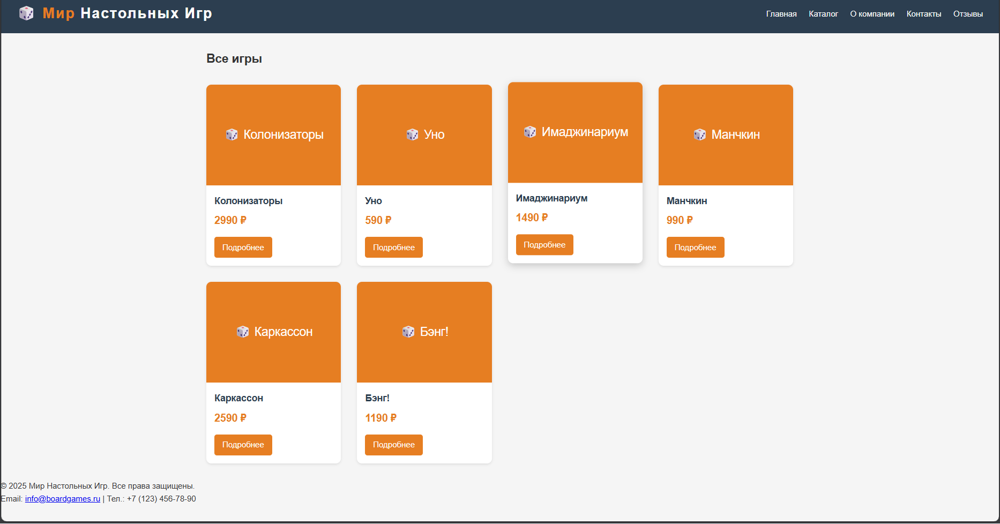 Мир Настольных Игр
Главная Каталог О компании Контакты Отзывы
Все игры
Колонизаторы
Колонизаторы
2990 ₽
Подробнее
Уно
Уно
590 ₽
Подробнее
Имаджинариум
Имаджинариум
1490 ₽
Подробнее
Манчкин
Манчкин
990 ₽
Подробнее
Каркассон
Каркассон
2590 ₽
Подробнее
Бэнг!
Бэнг!
1190 ₽
Подробнее
© 2025 Мир Настольных Игр. Все права защищены.
Email: info@boardgames.ru | Тел.: +7 (123) 456-78-90